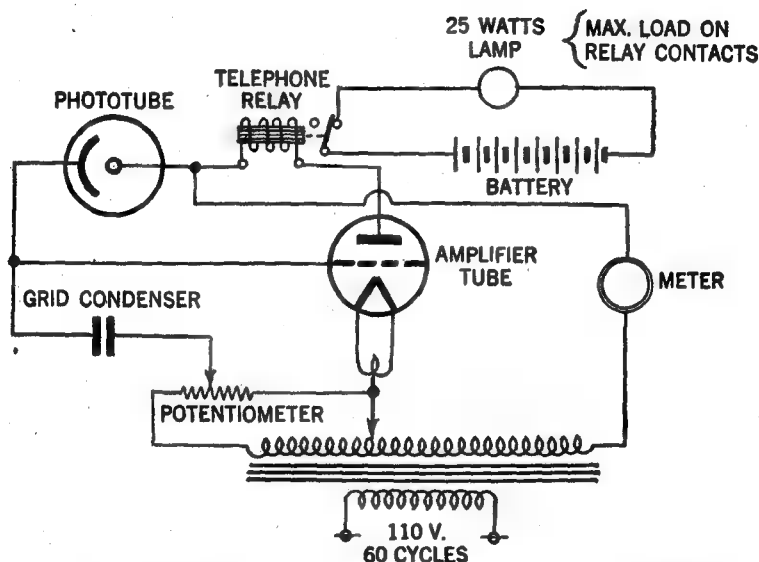 25 WATTS
LAMP
MAX. LOAD ON
RELAY CONTACTS
TELEPHONE
RELAY
PHOTOTUBE
BATTERY
AMPLIFIER
TUBE
METER
GRID CONDENSER
POTENTIOMETER
110 V.
60 CYCLES